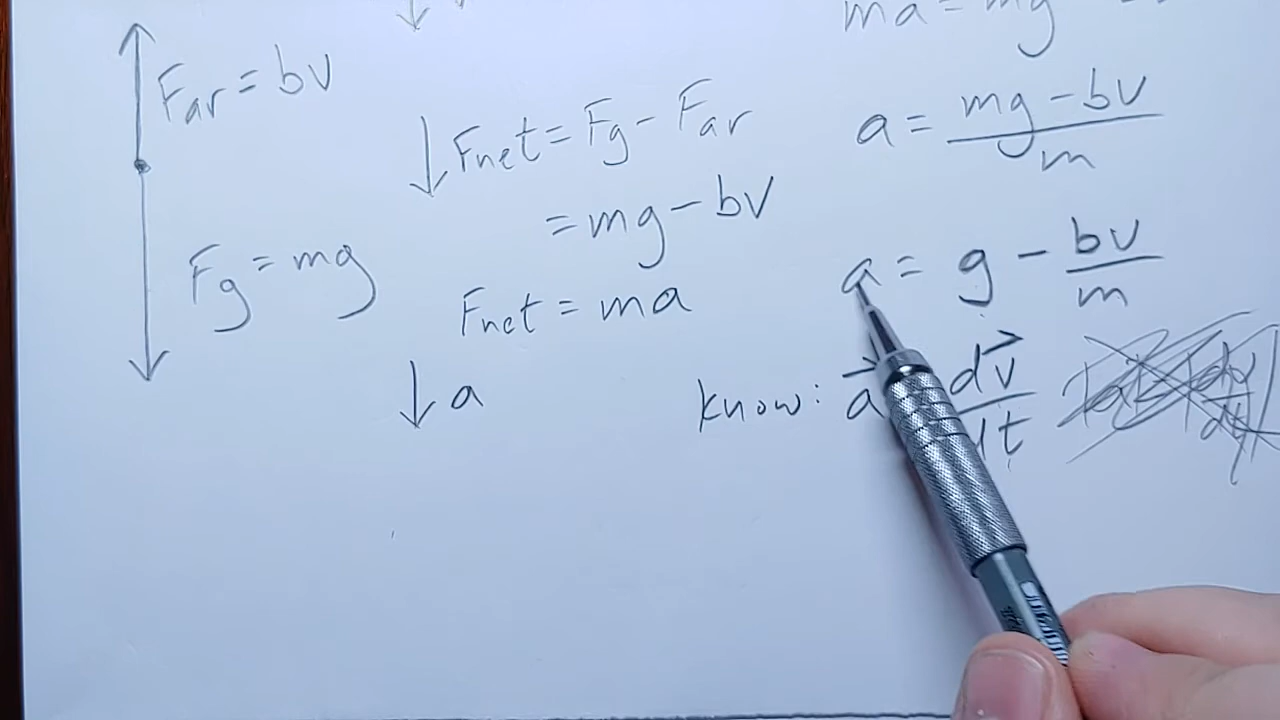 ma = mg
Far = bv
Fnet = Fg - Far
= mg - bv
Fg = mg
Fnet = ma
↓ a
a = mg - bv / m
a = g - bv / m
know: a dv / dt